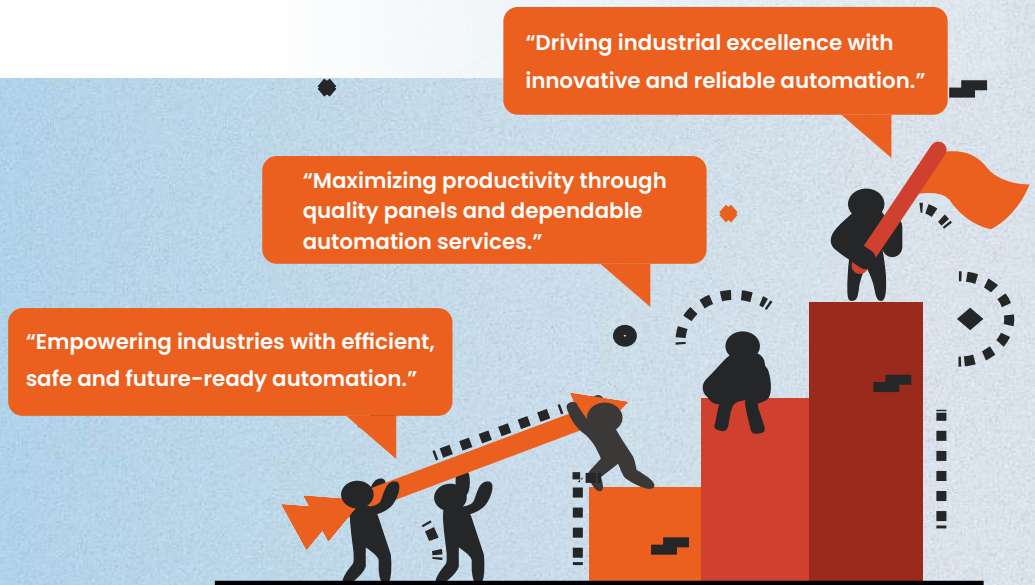 “Driving industrial excellence with
innovative and reliable automation.”
“Maximizing productivity through
quality panels and dependable
automation services.”
“Empowering industries with efficient,
safe and future-ready automation.”